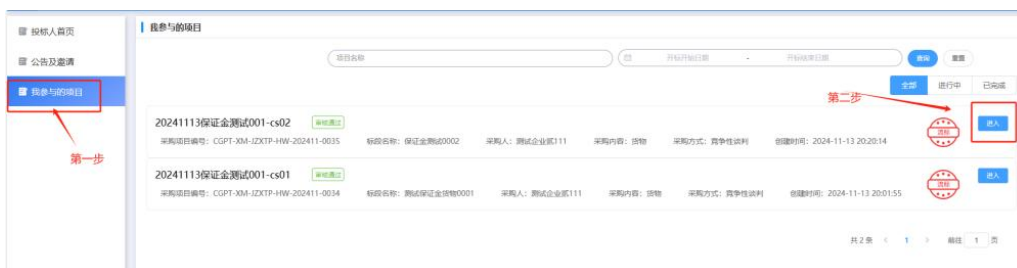 投标人首页
公告及邀请
我参与的项目
第一步
我参与的项目
项目名称
开标开始日期 - 开标结束日期
查询 重置
全部 进行中 已完成
第二步
20241113保证金测试001-cs02 审核通过
采购项目编号：CGPT-XM-JZXTP-HW-202411-0035 标段名称：保证金测试0002 采购人：测试企业贰111 采购内容：货物 采购方式：竞争性谈判 创建时间：2024-11-13 20:20:14
流标
进入
20241113保证金测试001-cs01 审核通过
采购项目编号：CGPT-XM-JZXTP-HW-202411-0034 标段名称：测试保证金货物0001 采购人：测试企业贰111 采购内容：货物 采购方式：竞争性谈判 创建时间：2024-11-13 20:01:55
流标
进入
共 2 条 < 1 > 前往 1 页